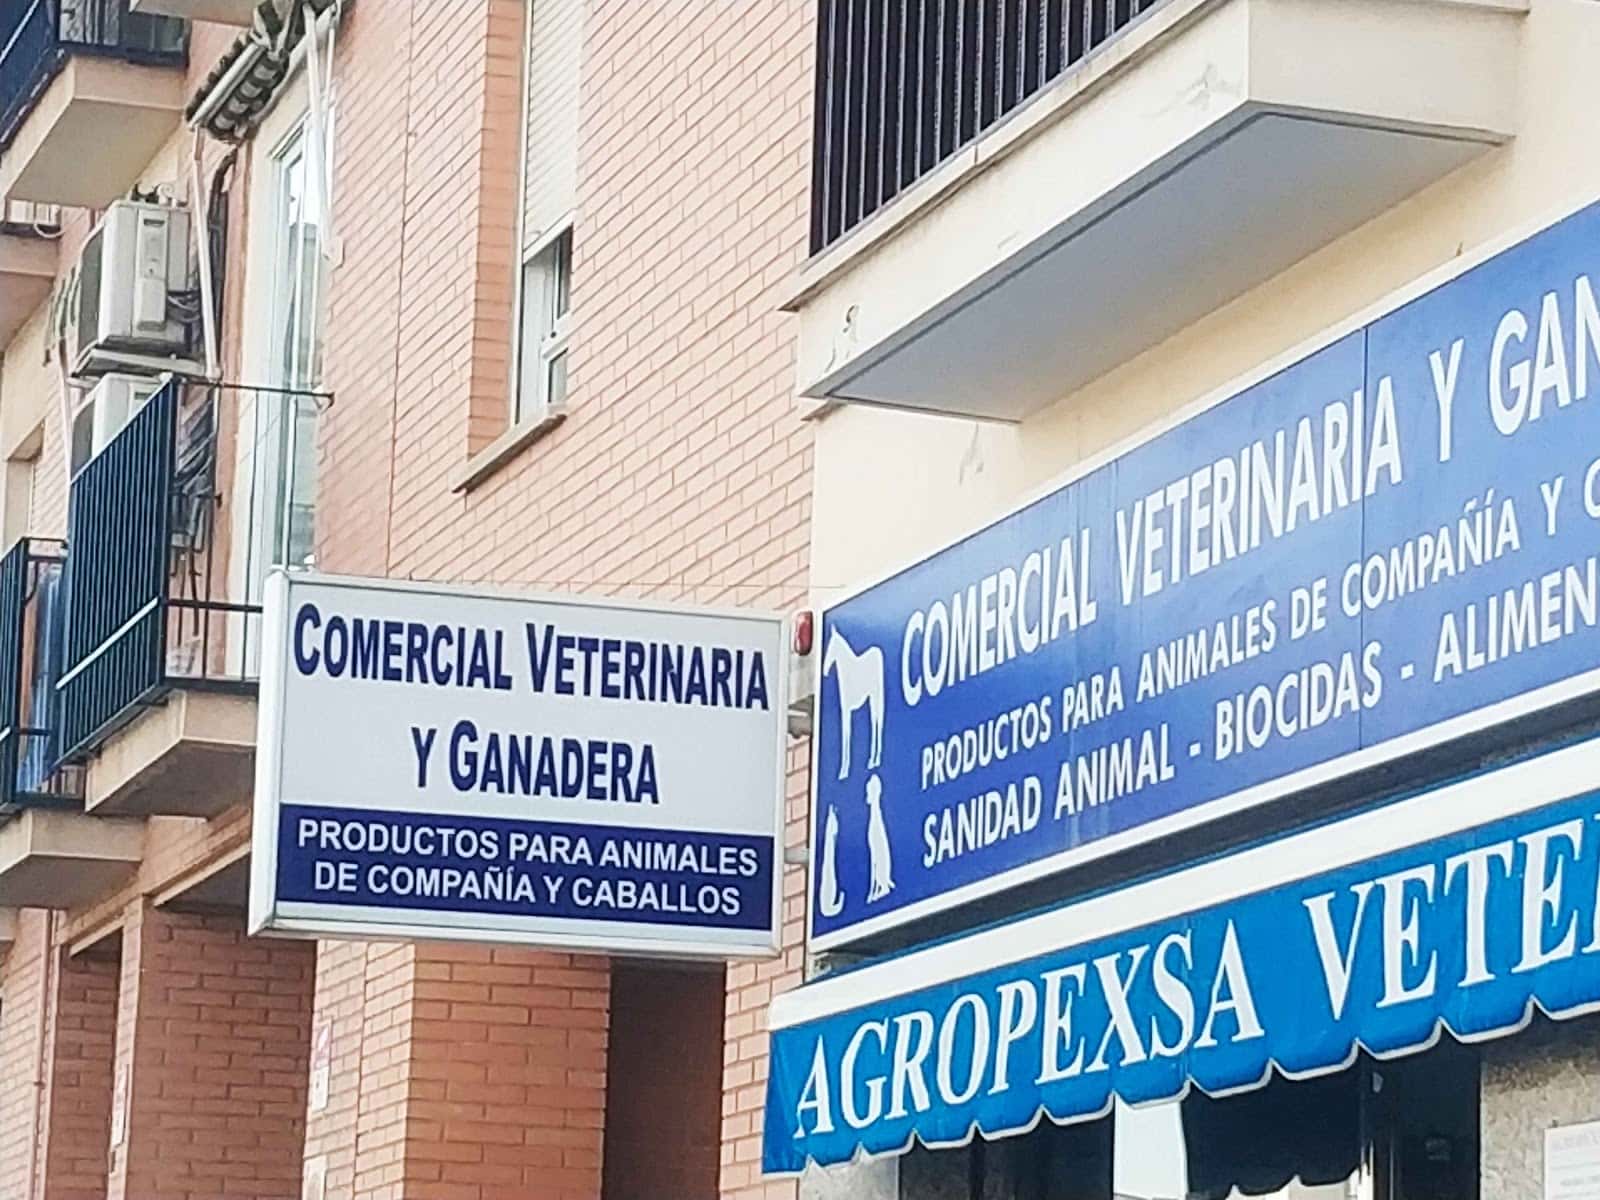 COMERCIAL VETERINARIA
Y GANADERA
PRODUCTOS PARA ANIMALES
DE COMPAÑÍA Y CABALLOS
COMERCIAL VETERINARIA Y GAN
PRODUCTOS PARA ANIMALES DE COMPAÑÍA Y C
SANIDAD ANIMAL - BIOCIDAS - ALIMEN
AGROPEXSA VETE